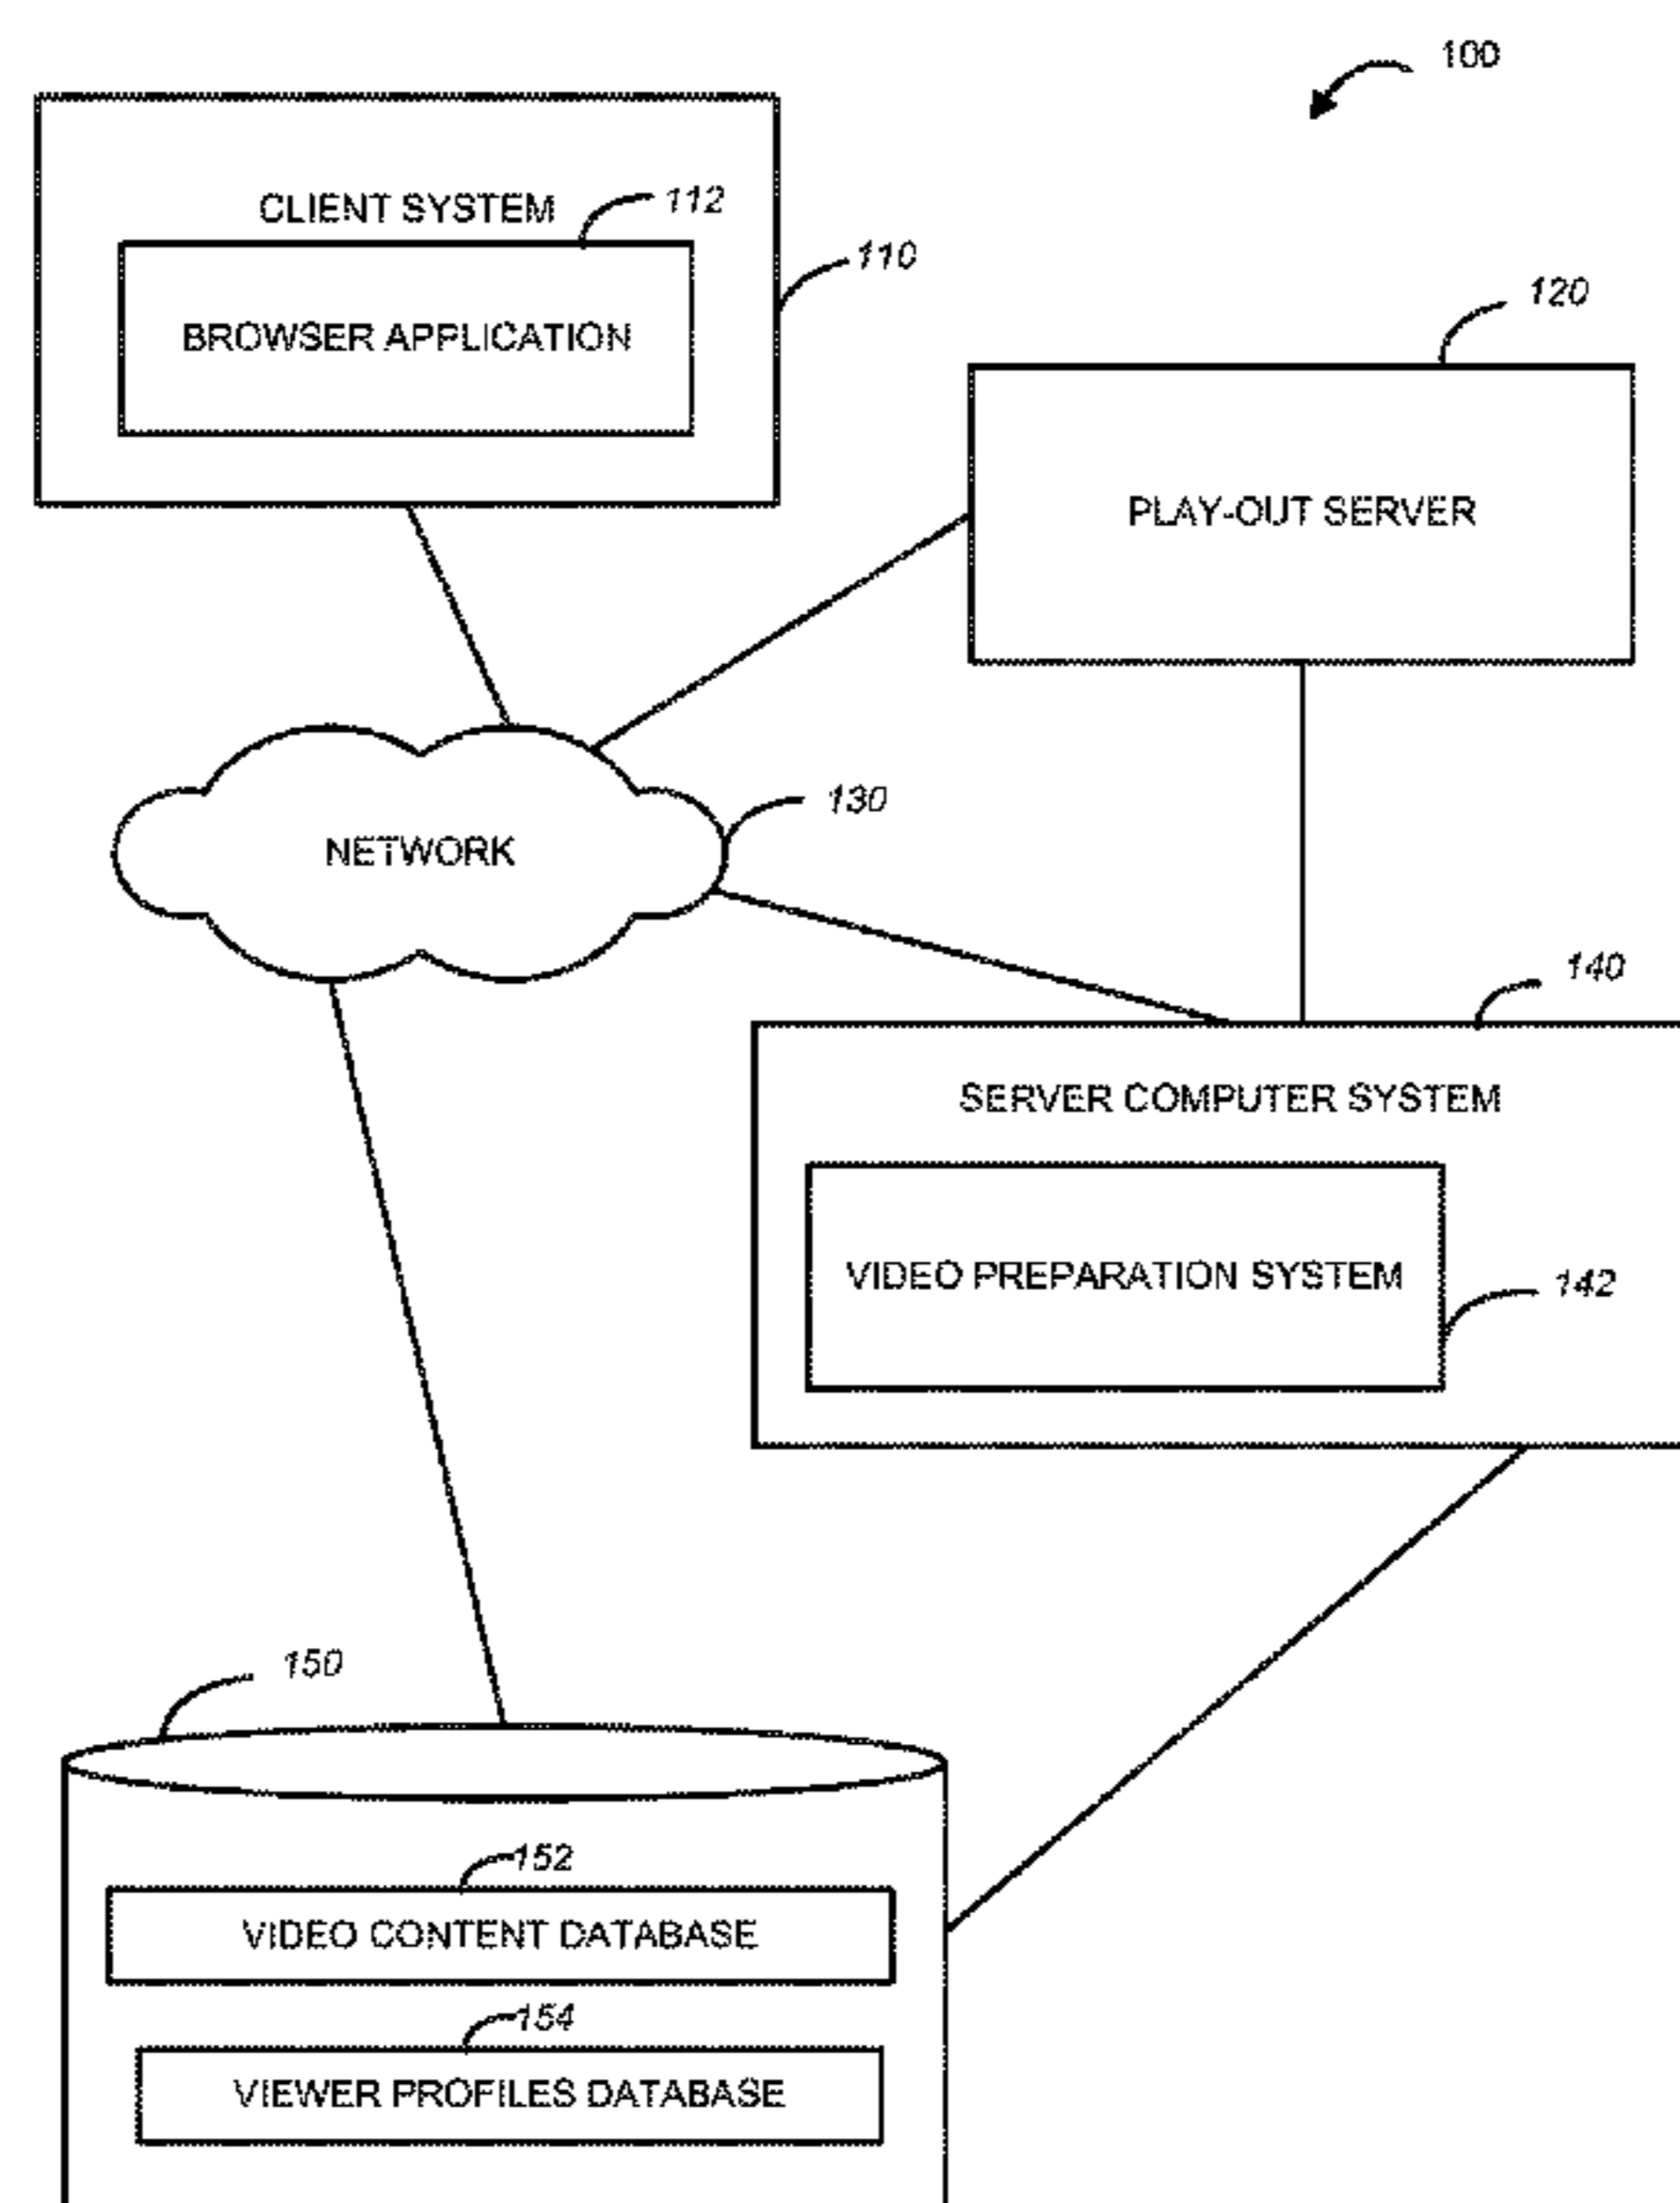 100
CLIENT SYSTEM
112
110
BROWSER APPLICATION
120
PLAY-OUT SERVER
130
NETWORK
140
SERVER COMPUTER SYSTEM
VIDEO PREPARATION SYSTEM
142
150
152
VIDEO CONTENT DATABASE
154
VIEWER PROFILES DATABASE